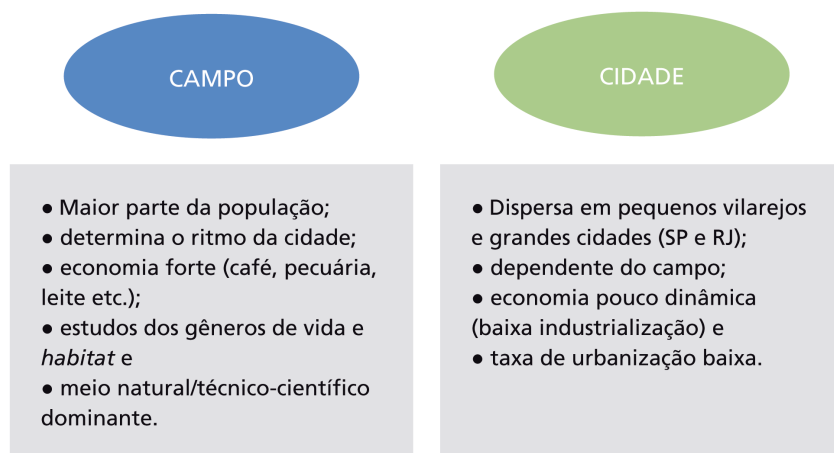 CAMPO
● Maior parte da população;
● determina o ritmo da cidade;
● economia forte (café, pecuária,
leite etc.);
● estudos dos gêneros de vida e
habitat e
● meio natural/técnico-científico
dominante.
CIDADE
● Dispersa em pequenos vilarejos
e grandes cidades (SP e RJ);
● dependente do campo;
● economia pouco dinâmica
(baixa industrialização) e
● taxa de urbanização baixa.